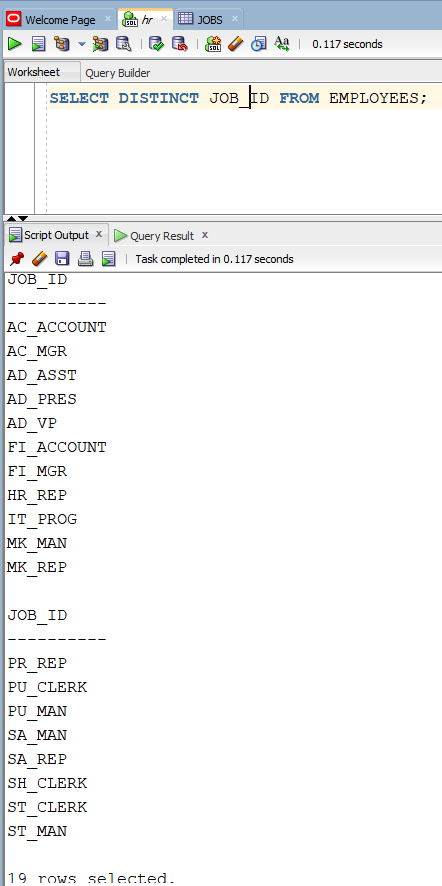 Welcome Page hr JOBS
0.117 seconds
Worksheet Query Builder
SELECT DISTINCT JOB_ID FROM EMPLOYEES;
Script Output Query Result
Task completed in 0.117 seconds
JOB_ID
----------
AC_ACCOUNT
AC_MGR
AD_ASST
AD_PRES
AD_VP
FI_ACCOUNT
FI_MGR
HR_REP
IT_PROG
MK_MAN
MK_REP
JOB_ID
----------
PR_REP
PU_CLERK
PU_MAN
SA_MAN
SA_REP
SH_CLERK
ST_CLERK
ST_MAN
19 rows selected.